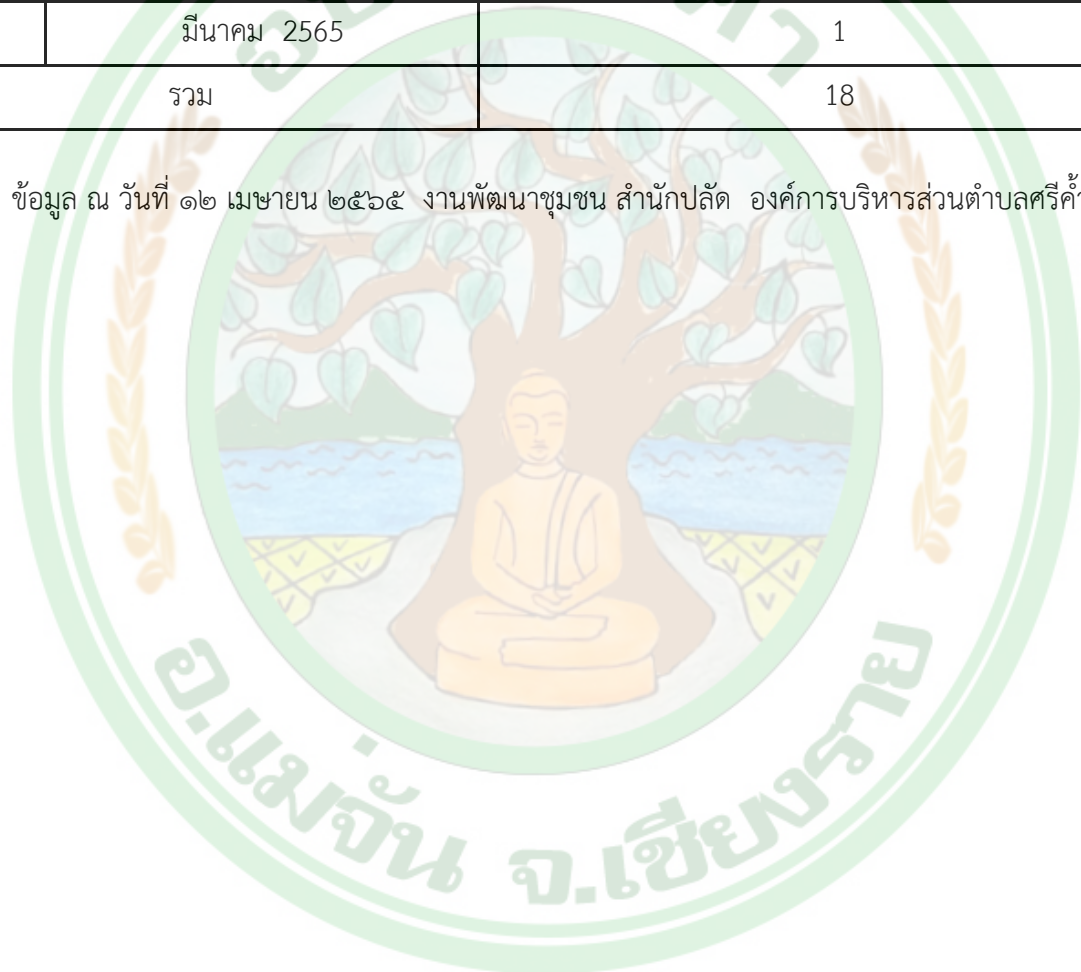 มีนาคม 2565 1
รวม 18
ข้อมูล ณ วันที่ ๑๒ เมษายน ๒๕๖๕ งานพัฒนาชุมชน สำนักปลัด องค์การบริหารส่วนตำบลศรีค้ำ
อ.แม่จัน จ.เชียงราย